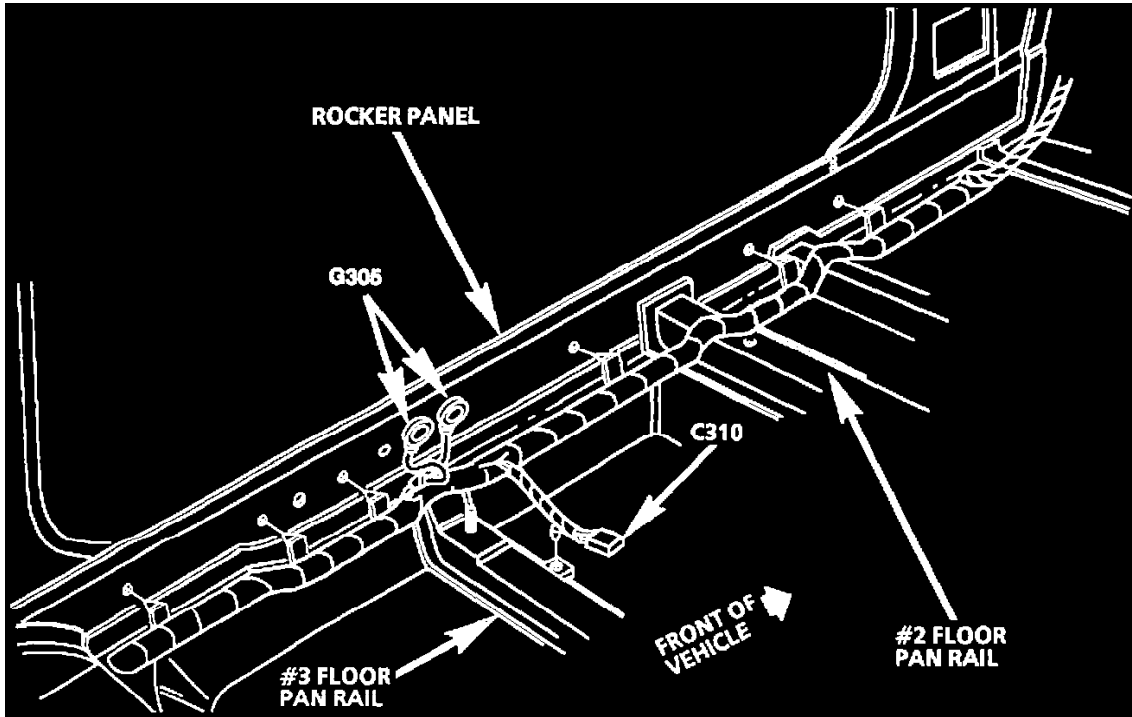 ROCKER PANEL
G305
C310
FRONT OF
VEHICLE
#2 FLOOR
PAN RAIL
#3 FLOOR
PAN RAIL